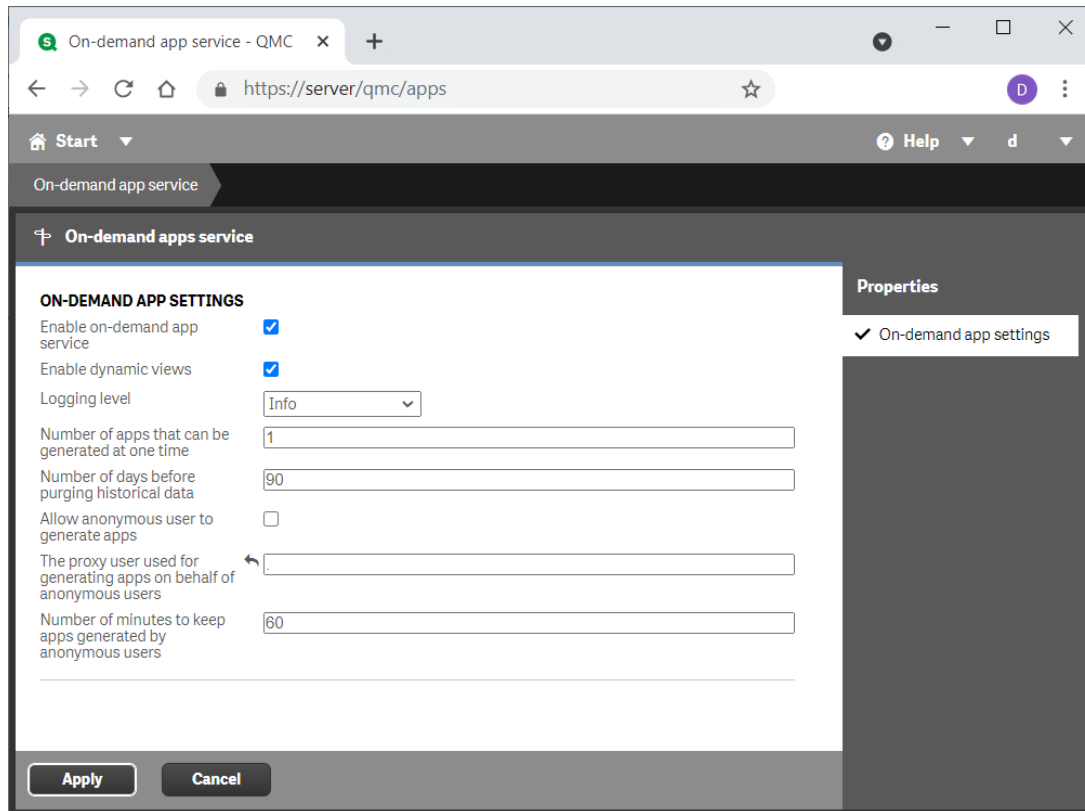 On-demand app service - QMC
https://server/qmc/apps
D
Start
Help
d
On-demand app service
On-demand apps service
ON-DEMAND APP SETTINGS
Enable on-demand app
service
Enable dynamic views
Logging level
Info
Number of apps that can be
generated at one time
1
Number of days before
purging historical data
90
Allow anonymous user to
generate apps
The proxy user used for
generating apps on behalf of
anonymous users
.
Number of minutes to keep
apps generated by
anonymous users
60
Properties
On-demand app settings
Apply
Cancel